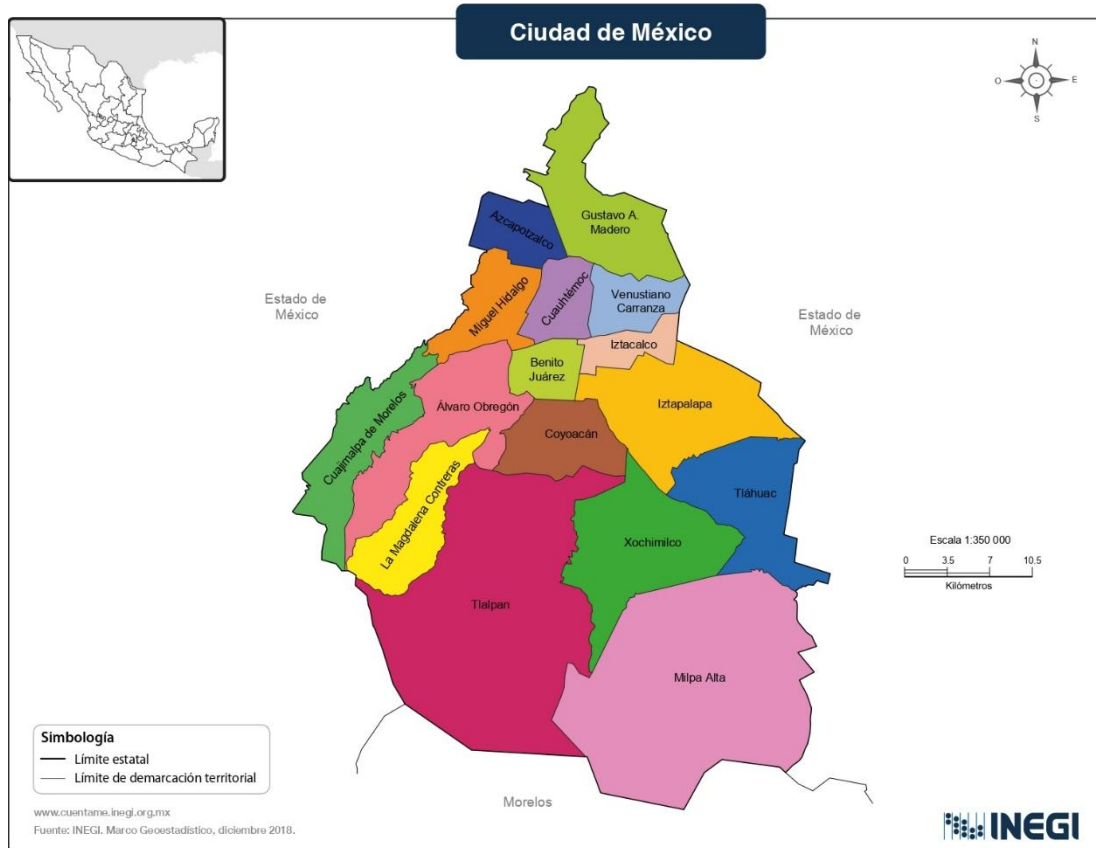 Ciudad de México
N
O
E
S
Azcapotzalco
Gustavo A.
Madero
Miguel Hidalgo
Cuauhtémoc
Venustiano
Carranza
Estado de
México
Estado de
México
Iztacalco
Benito
Juárez
Cuajimalpa de Morelos
Álvaro Obregón
Iztapalapa
Coyoacán
La Magdalena Contreras
Tláhuac
Xochimilco
Tlalpan
Milpa Alta
Escala 1:350 000
0 3.5 7 10.5
Kilómetros
Simbología
Límite estatal
Límite de demarcación territorial
Morelos
www.cuentame.inegi.org.mx
Fuente: INEGI. Marco Geoestadístico, diciembre 2018.
INEGI